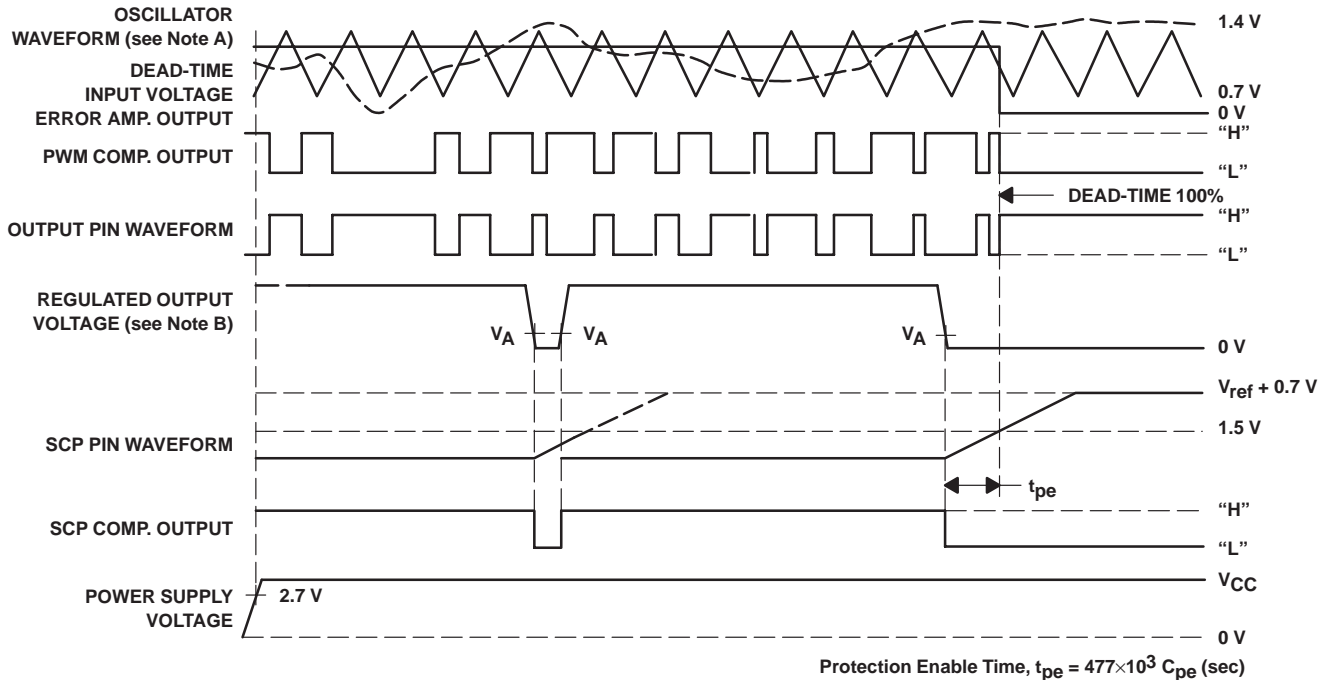 OSCILLATOR
WAVEFORM (see Note A)
1.4 V
DEAD-TIME
INPUT VOLTAGE
0.7 V
ERROR AMP. OUTPUT
0 V
“H”
PWM COMP. OUTPUT
“L”
DEAD-TIME 100%
“H”
OUTPUT PIN WAVEFORM
“L”
REGULATED OUTPUT
VOLTAGE (see Note B)
VA VA VA
0 V
Vref + 0.7 V
1.5 V
SCP PIN WAVEFORM
tpe
“H”
SCP COMP. OUTPUT
“L”
VCC
POWER SUPPLY
VOLTAGE
2.7 V
0 V
Protection Enable Time, tpe = 477×10³ Cpe (sec)